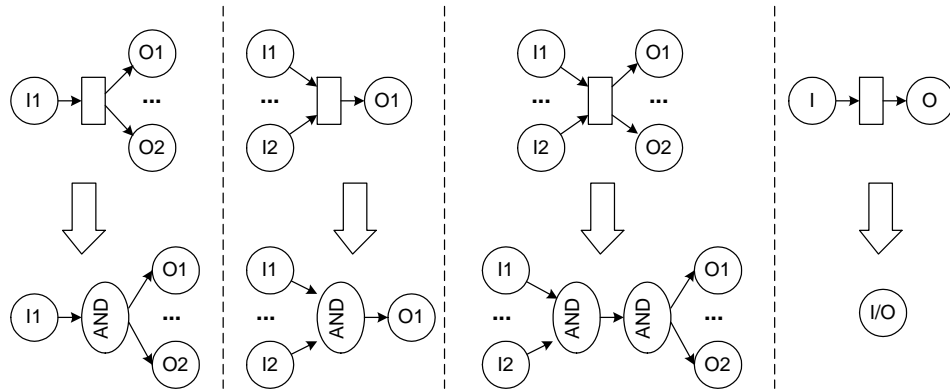 O1
I1
...
O2
I1
...
O1
I2
I1
O1
...
...
I2
O2
I
O
O1
I1
AND
...
O2
I1
...
AND
O1
I2
I1
O1
...
AND
AND
...
I2
O2
I/O